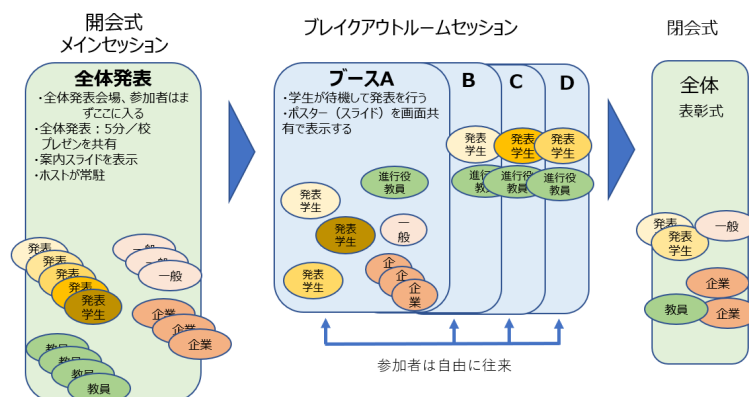 開会式
メインセッション
全体発表
・全体発表会場、参加者はま
ずここに入る
・全体発表：5分／校
プレゼンを共有
・案内スライドを表示
・ホストが常駐
発表
発表
発表
発表
発表
学生
一般
一般
一般
企業
企業
企業
教員
教員
教員
教員
ブレイクアウトルームセッション
ブースA
・学生が待機して発表を行う
・ポスター（スライド）を画面共
有で表示する
進行役
教員
発表
学生
発表
学生
発表
学生
一
般
企
企
企
業
B
発表
学生
進行役
教員
C
発表
学生
進行役
教員
D
発表
学生
進行役
教員
参加者は自由に往来
閉会式
全体
表彰式
発表
発表
学生
一般
企業
企業
教員